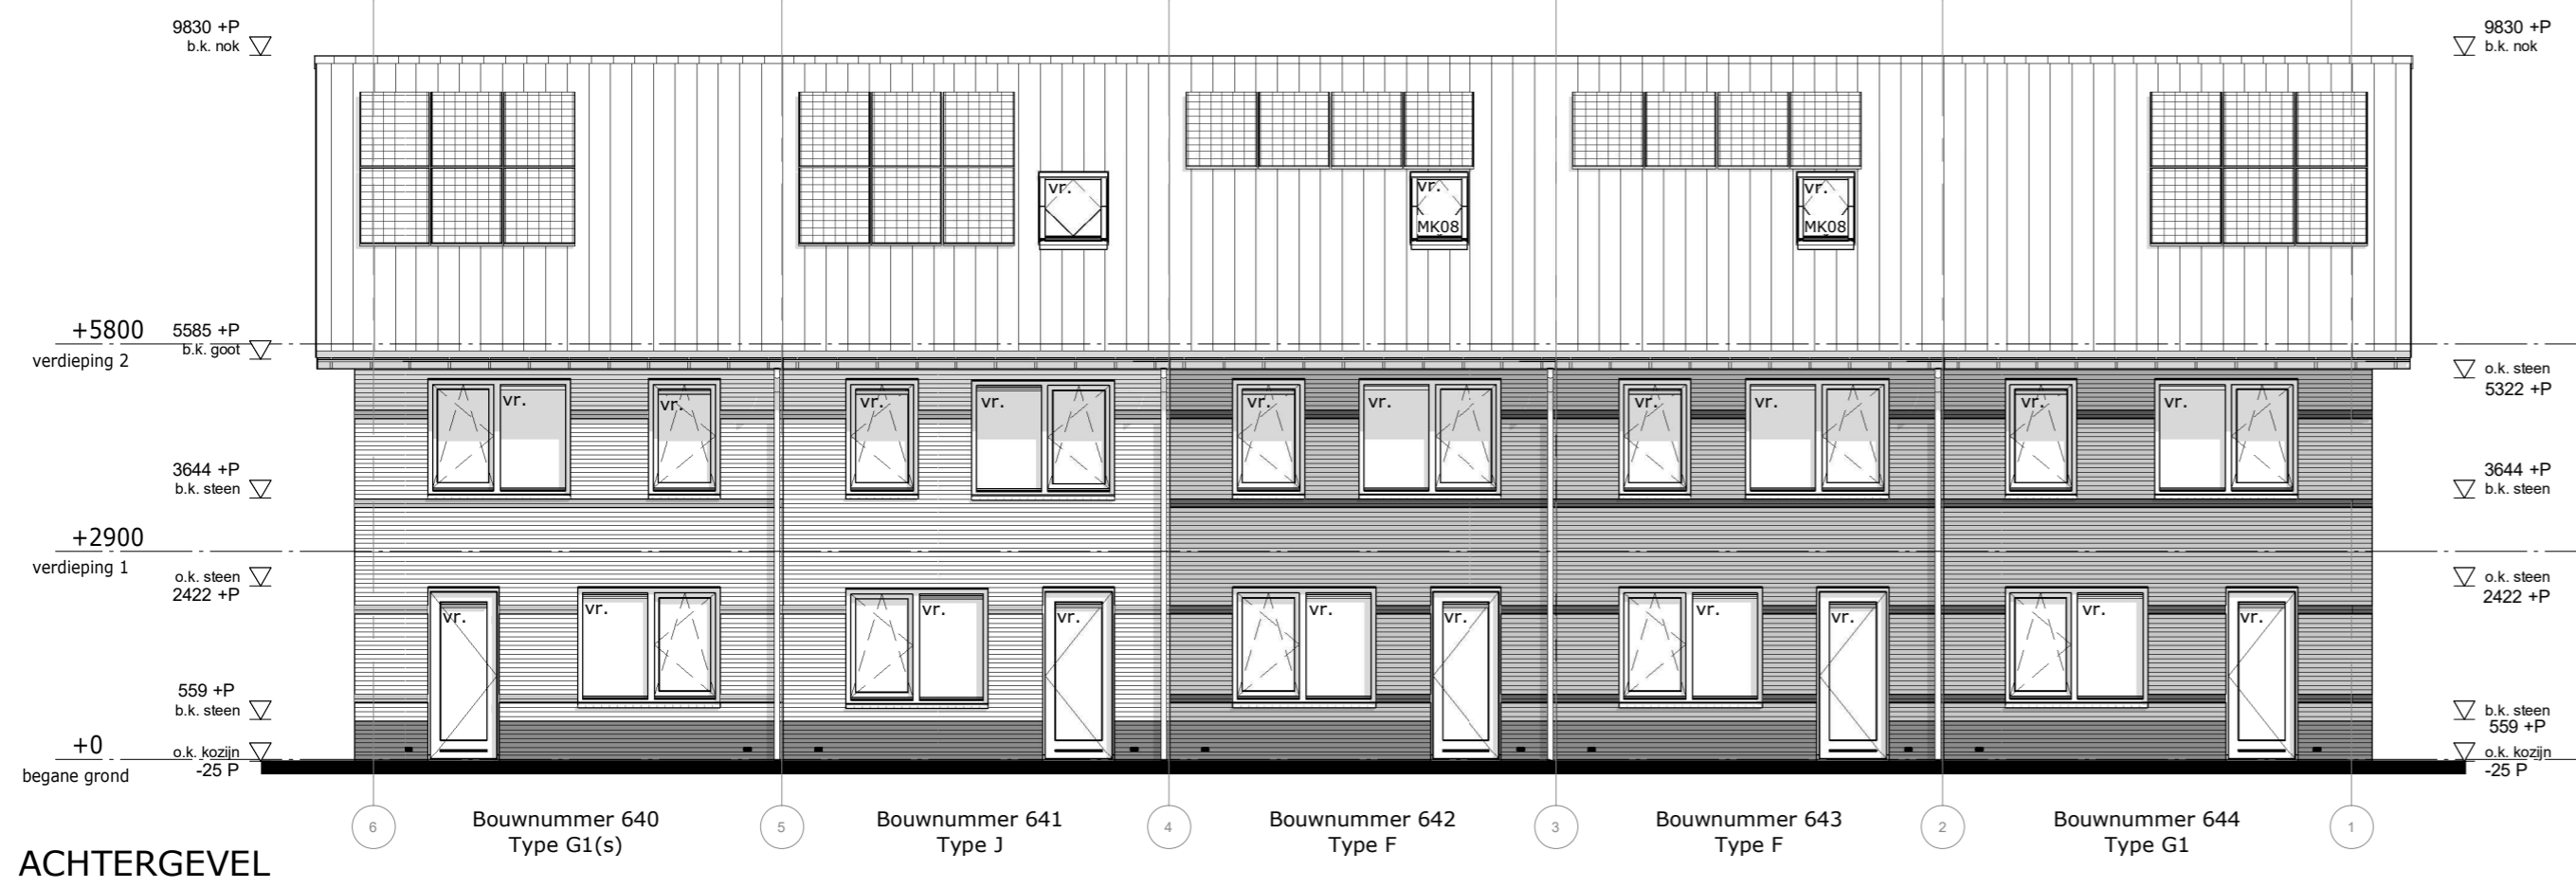 9830 +P
b.k. nok
9830 +P
b.k. nok
vr.
vr.
MK08
vr.
MK08
+5800
verdieping 2
5585 +P
b.k. goot
o.k. steen
5322 +P
vr.
vr.
vr.
vr.
vr.
vr.
vr.
vr.
vr.
vr.
3644 +P
b.k. steen
3644 +P
b.k. steen
+2900
verdieping 1
o.k. steen
2422 +P
o.k. steen
2422 +P
vr.
vr.
vr.
vr.
vr.
vr.
vr.
vr.
vr.
vr.
559 +P
b.k. steen
b.k. steen
559 +P
+0
begane grond
o.k. kozijn
-25 P
o.k. kozijn
-25 P
6
Bouwnummer 640
Type G1(s)
5
Bouwnummer 641
Type J
4
Bouwnummer 642
Type F
3
Bouwnummer 643
Type F
2
Bouwnummer 644
Type G1
1
ACHTERGEVEL